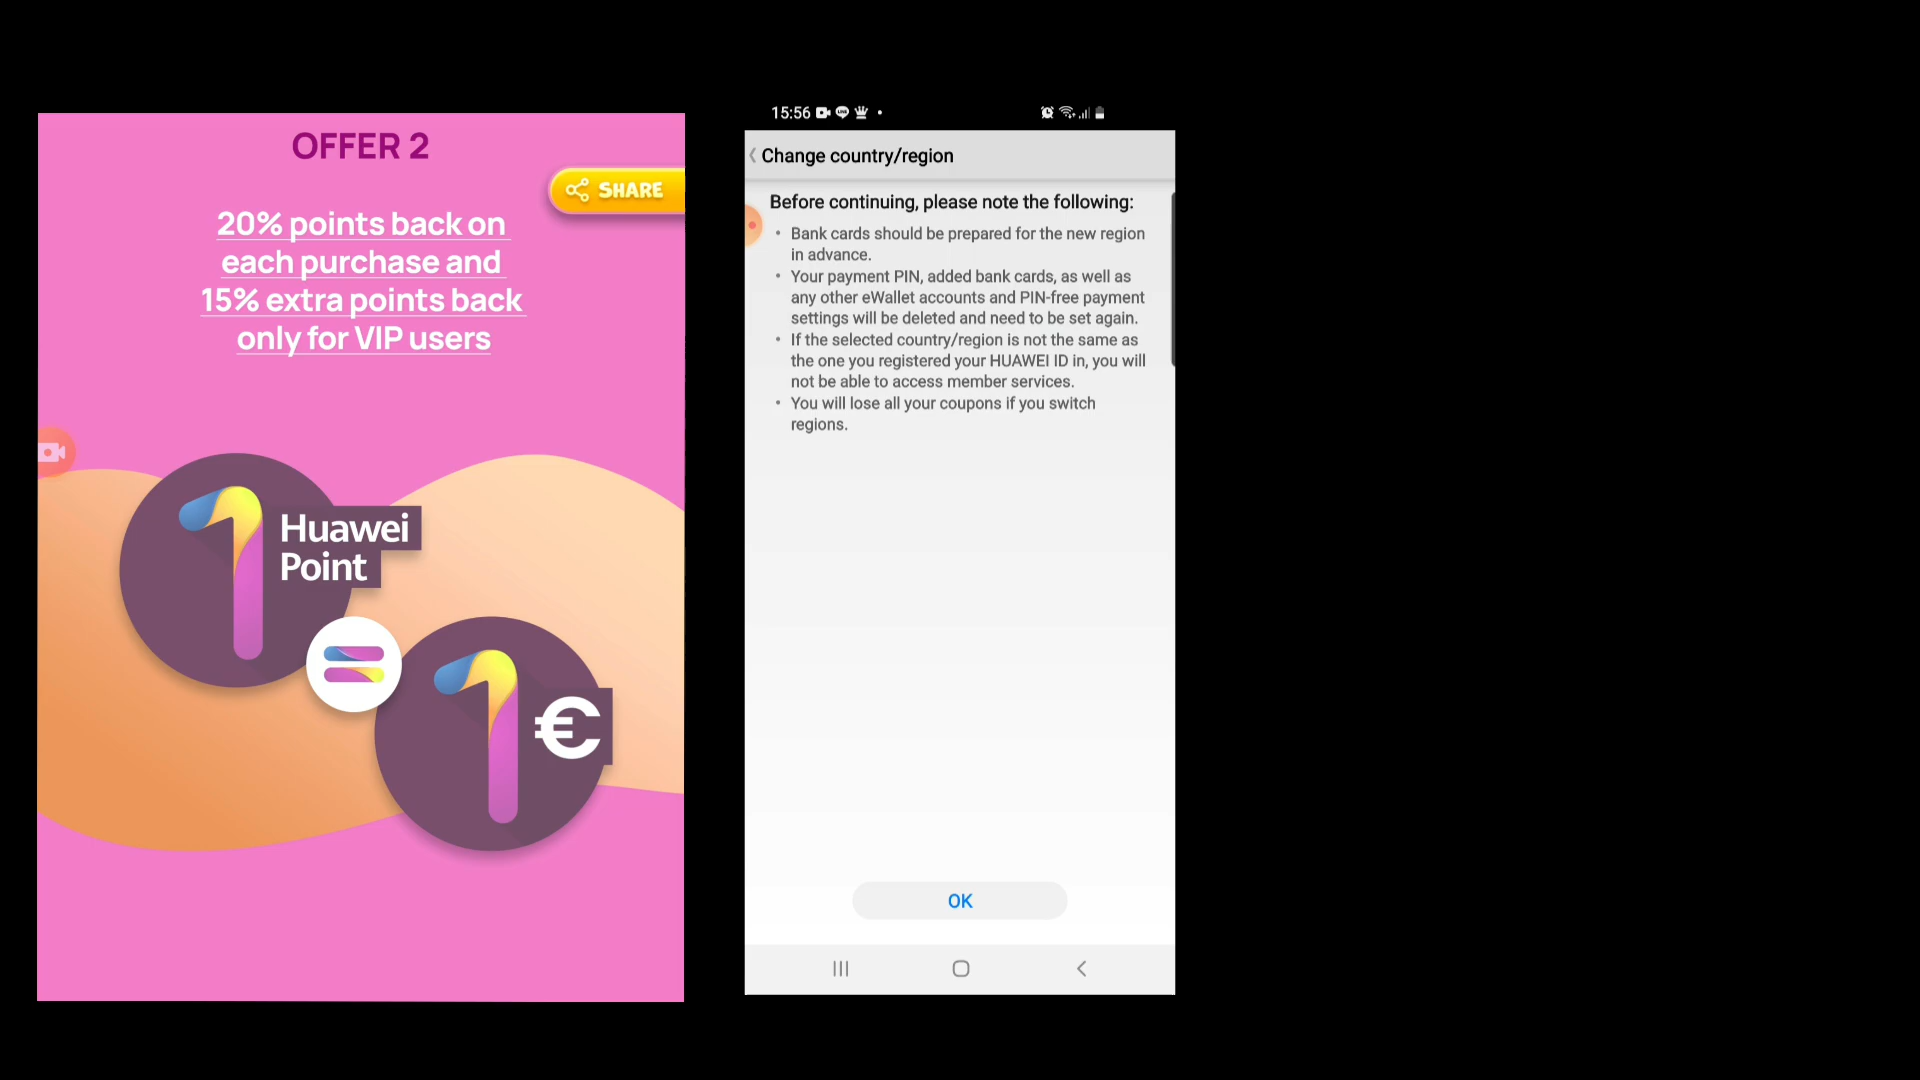 OFFER 2
SHARE
20% points back on
each purchase and
15% extra points back
only for VIP users
1 Huawei
Point
=
1 €
15:56
Change country/region
Before continuing, please note the following:
• Bank cards should be prepared for the new region
in advance.
• Your payment PIN, added bank cards, as well as
any other eWallet accounts and PIN-free payment
settings will be deleted and need to be set again.
• If the selected country/region is not the same as
the one you registered your HUAWEI ID in, you will
not be able to access member services.
• You will lose all your coupons if you switch
regions.
OK